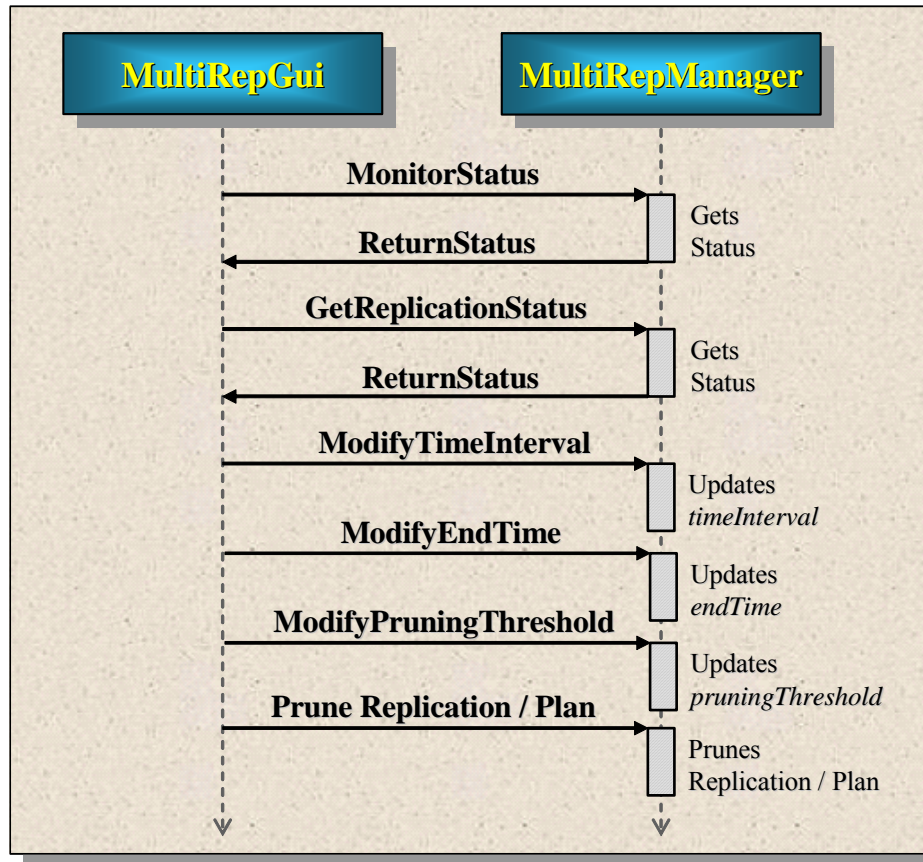 MultiRepGui
MultiRepManager
MonitorStatus
Gets
Status
ReturnStatus
GetReplicationStatus
Gets
Status
ReturnStatus
ModifyTimeInterval
Updates
timeInterval
ModifyEndTime
Updates
endTime
ModifyPruningThreshold
Updates
pruningThreshold
Prune Replication / Plan
Prunes
Replication / Plan